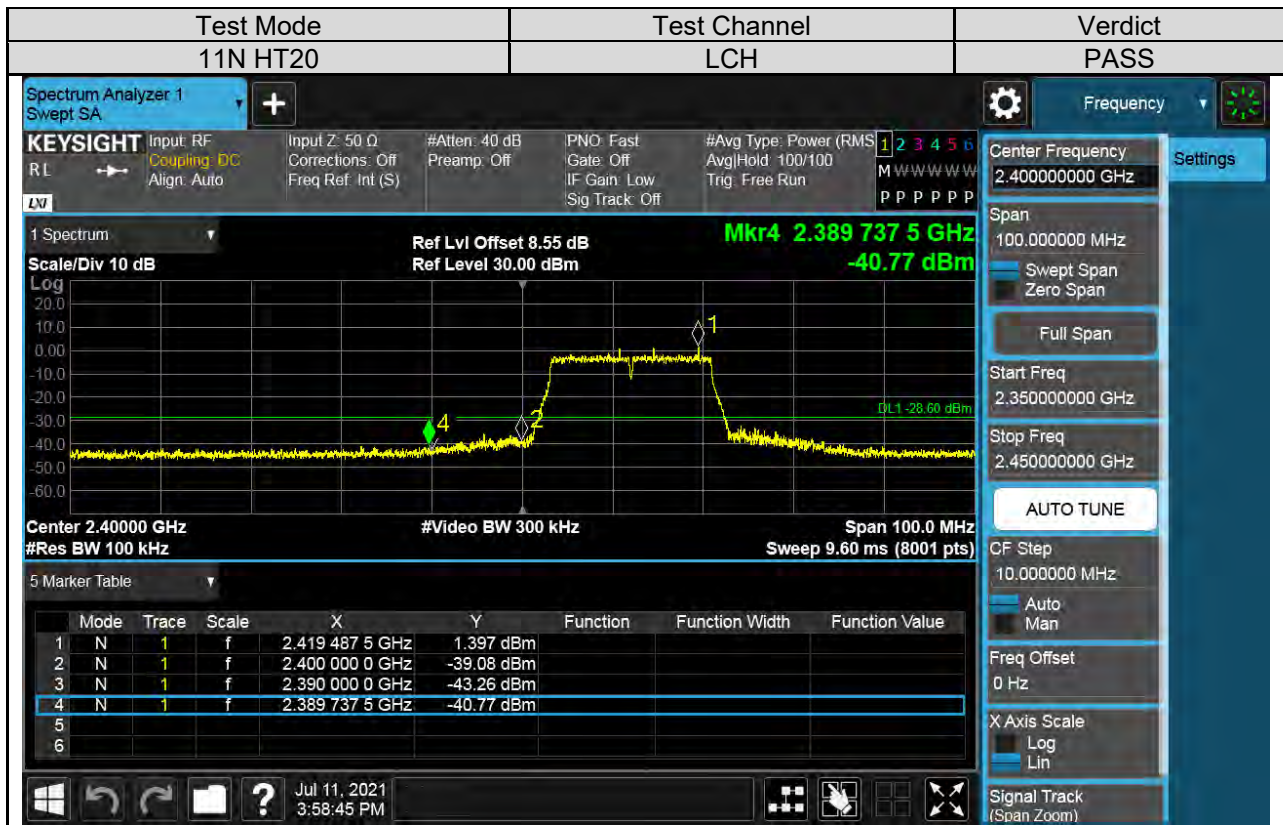 Test Mode Test Channel Verdict
11N HT20 LCH PASS
Spectrum Analyzer 1
Swept SA
+
Frequency
KEYSIGHT
RL
LXI
Input: RF
Coupling: DC
Align: Auto
Input Z: 50 Ω
Corrections: Off
Freq Ref: Int (S)
#Atten: 40 dB
Preamp: Off
PNO: Fast
Gate: Off
IF Gain: Low
Sig Track: Off
#Avg Type: Power (RMS
Avg|Hold: 100/100
Trig: Free Run
1 2 3 4 5 6
M W W W W W
P P P P P P
1 Spectrum
Scale/Div 10 dB
Ref Lvl Offset 8.55 dB
Ref Level 30.00 dBm
Mkr4 2.389 737 5 GHz
-40.77 dBm
Log
20.0
10.0
0.00
-10.0
-20.0
-30.0
-40.0
-50.0
-60.0
1
2
4
DL1 -28.60 dBm
Center 2.40000 GHz #Video BW 300 kHz Span 100.0 MHz
#Res BW 100 kHz Sweep 9.60 ms (8001 pts)
5 Marker Table
Mode Trace Scale X Y Function Function Width Function Value
1 N 1 f 2.419 487 5 GHz 1.397 dBm
2 N 1 f 2.400 000 0 GHz -39.08 dBm
3 N 1 f 2.390 000 0 GHz -43.26 dBm
4 N 1 f 2.389 737 5 GHz -40.77 dBm
5
6
?
Jul 11, 2021
3:58:45 PM
Center Frequency
2.400000000 GHz
Settings
Span
100.000000 MHz
Swept Span
Zero Span
Full Span
Start Freq
2.350000000 GHz
Stop Freq
2.450000000 GHz
AUTO TUNE
CF Step
10.000000 MHz
Auto
Man
Freq Offset
0 Hz
X Axis Scale
Log
Lin
Signal Track
(Span Zoom)